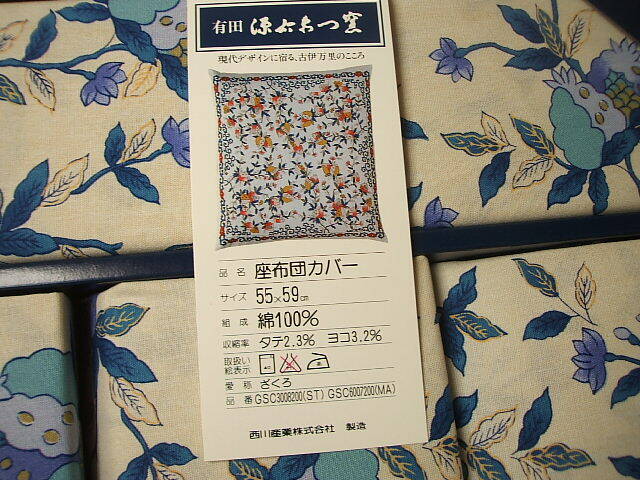 有田 源右衛門窯
現代デザインに宿る、古伊万里のこころ
品名 座布団カバー
サイズ 55×59cm
組成 綿100%
収縮率 タテ2.3% ヨコ3.2%
取扱い
絵表示
愛称 ざくろ
品番 GSC3008200(ST) GSC6007200(MA)
西川産業株式会社 製造